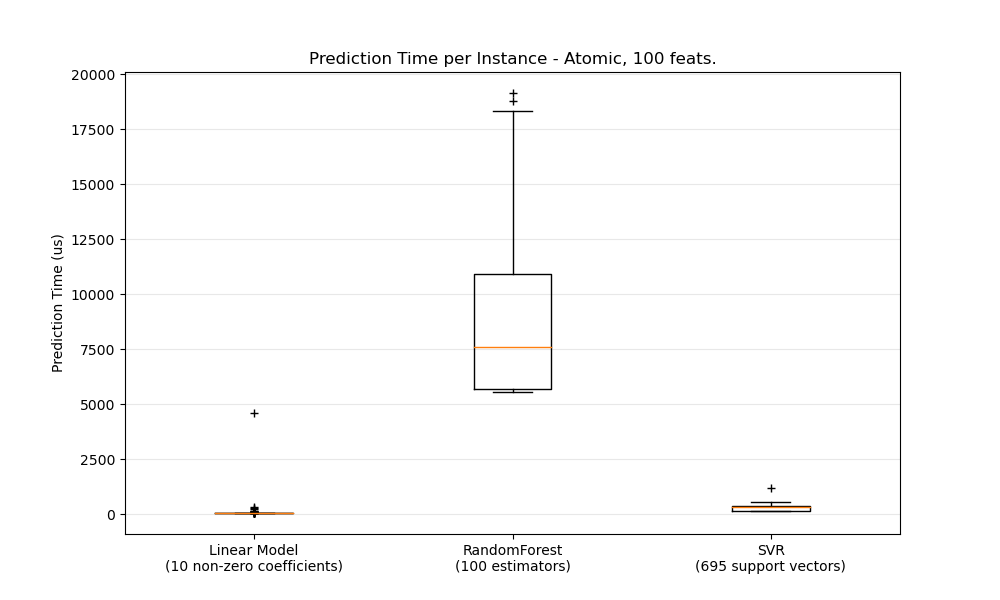 Prediction Time per Instance - Atomic, 100 feats.
Prediction Time (us)
20000
17500
15000
12500
10000
7500
5000
2500
0
Linear Model
(10 non-zero coefficients)
RandomForest
(100 estimators)
SVR
(695 support vectors)